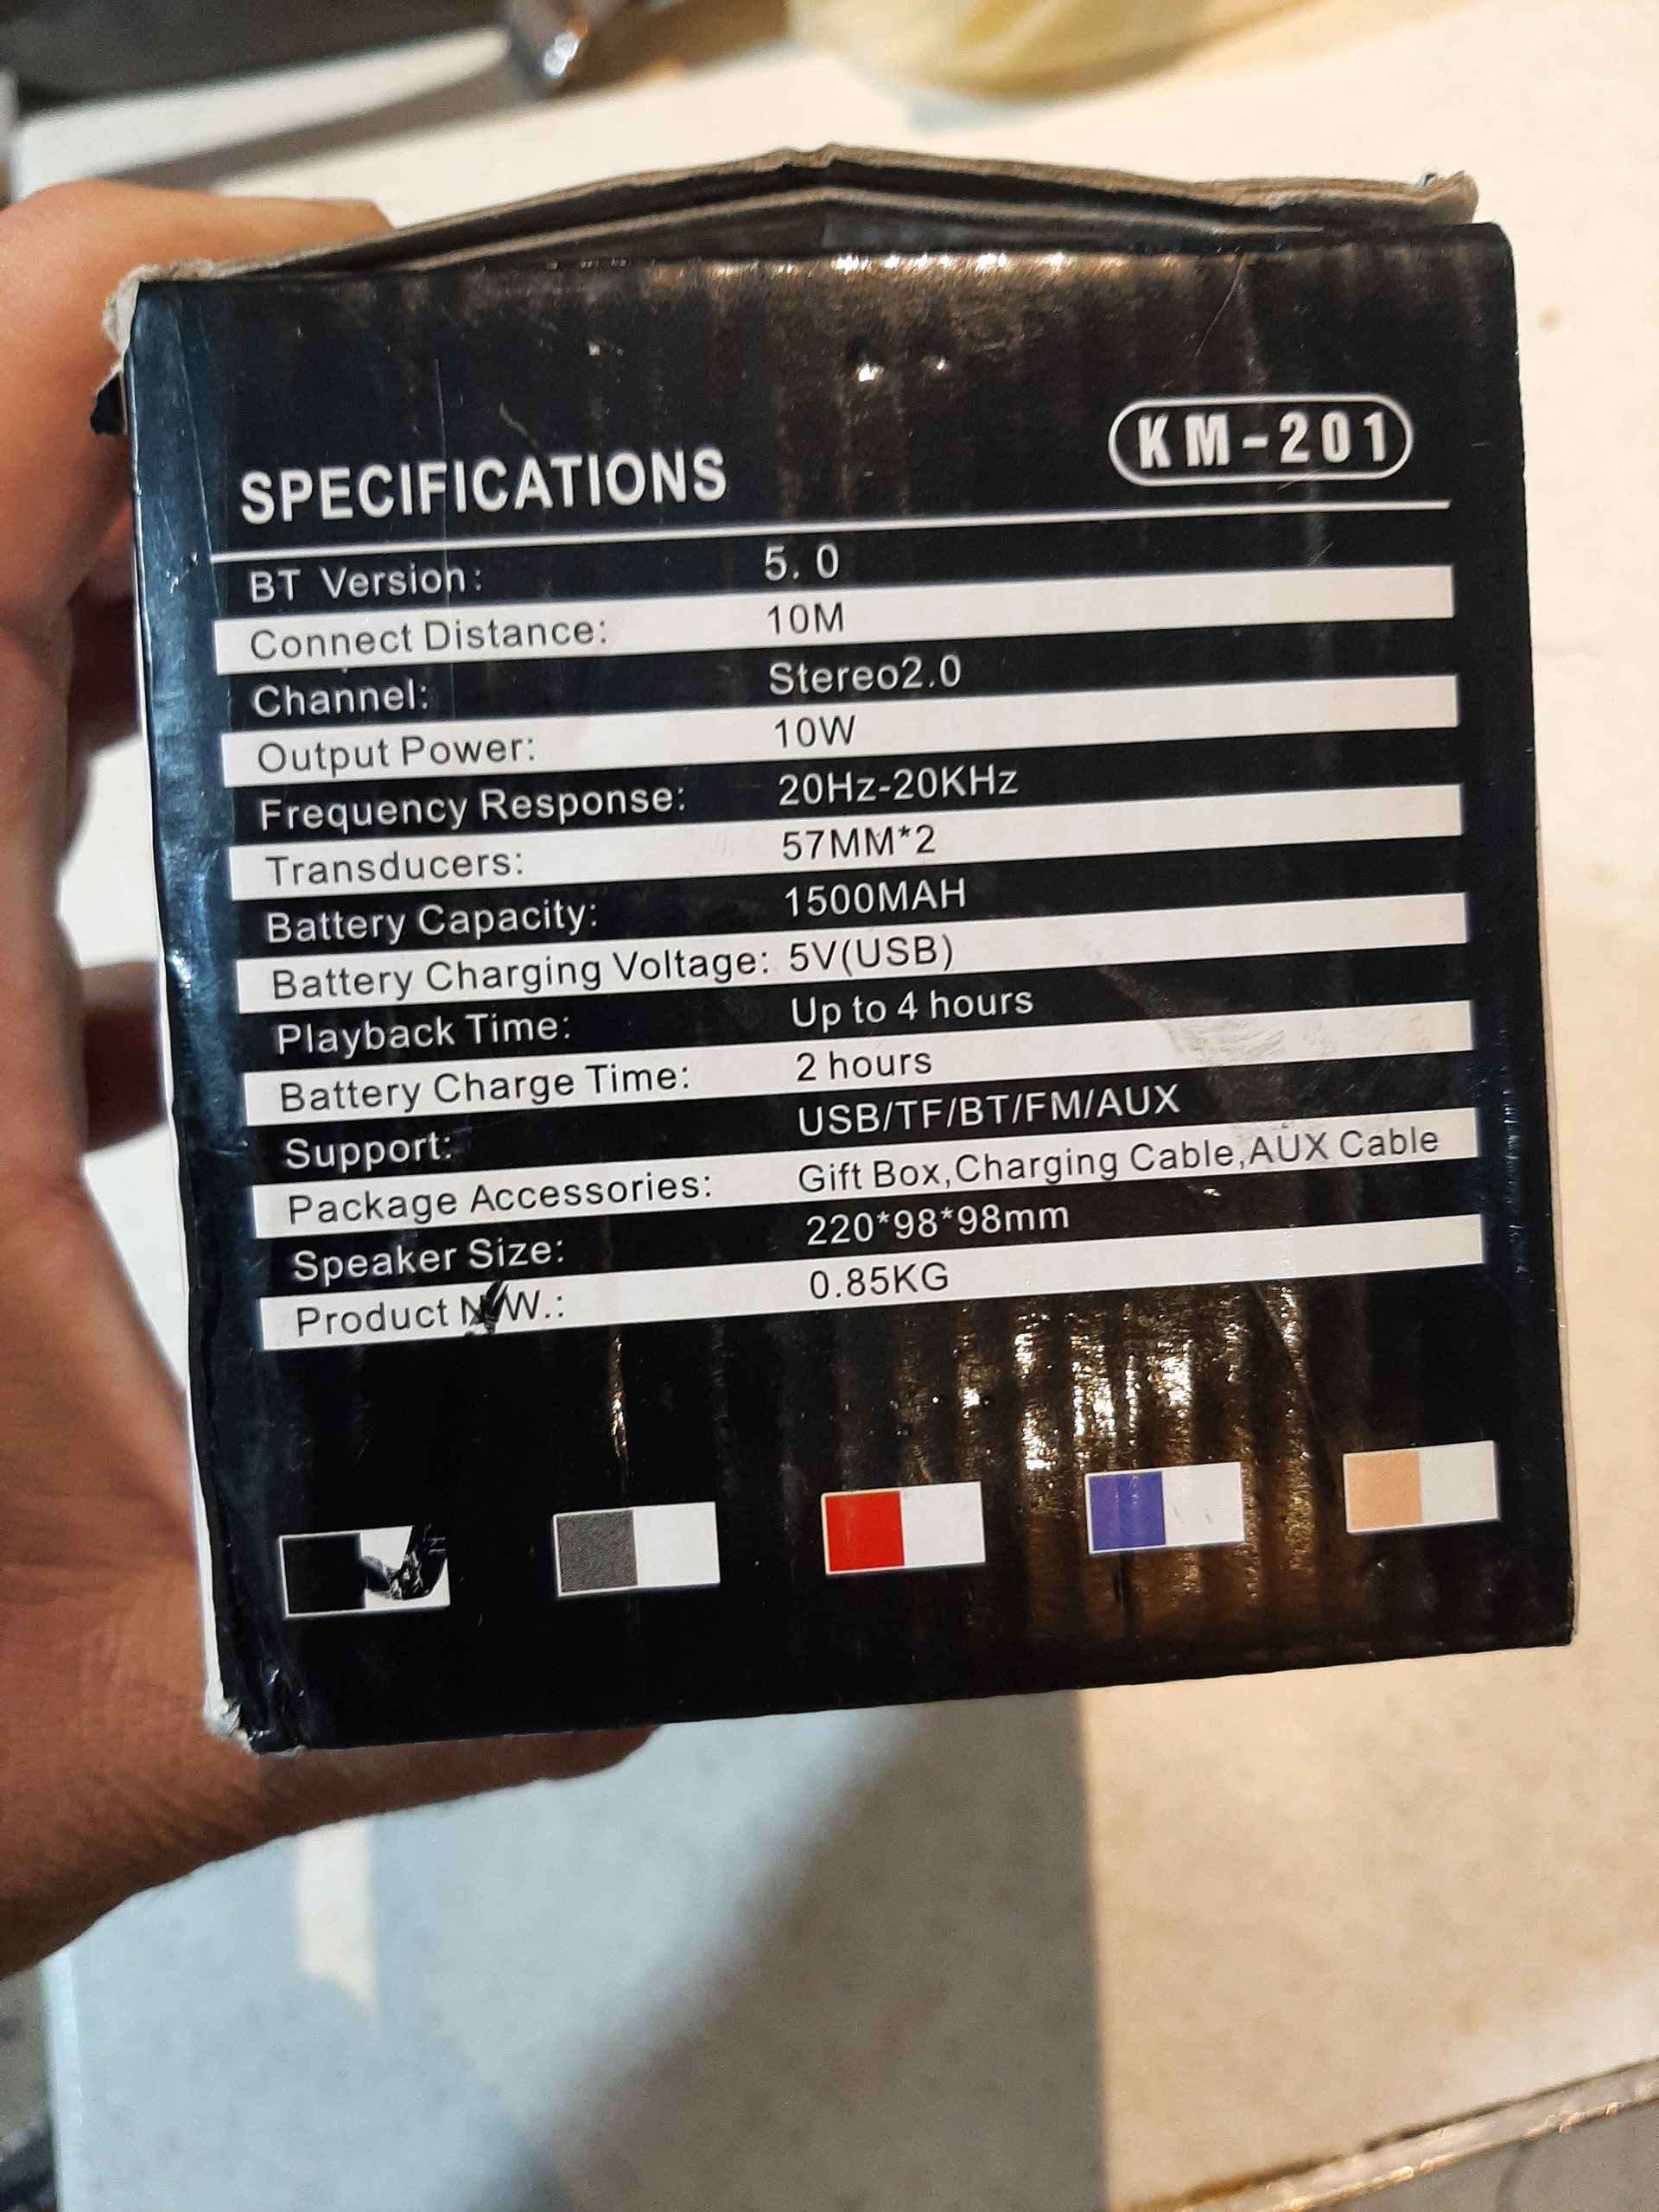 KM-201
SPECIFICATIONS
BT Version: 5.0
Connect Distance: 10M
Channel: Stereo2.0
Output Power: 10W
Frequency Response: 20Hz-20KHz
Transducers: 57MM*2
Battery Capacity: 1500MAH
Battery Charging Voltage: 5V(USB)
Playback Time: Up to 4 hours
Battery Charge Time: 2 hours
Support: USB/TF/BT/FM/AUX
Package Accessories: Gift Box,Charging Cable,AUX Cable
Speaker Size: 220*98*98mm
Product N/W.: 0.85KG